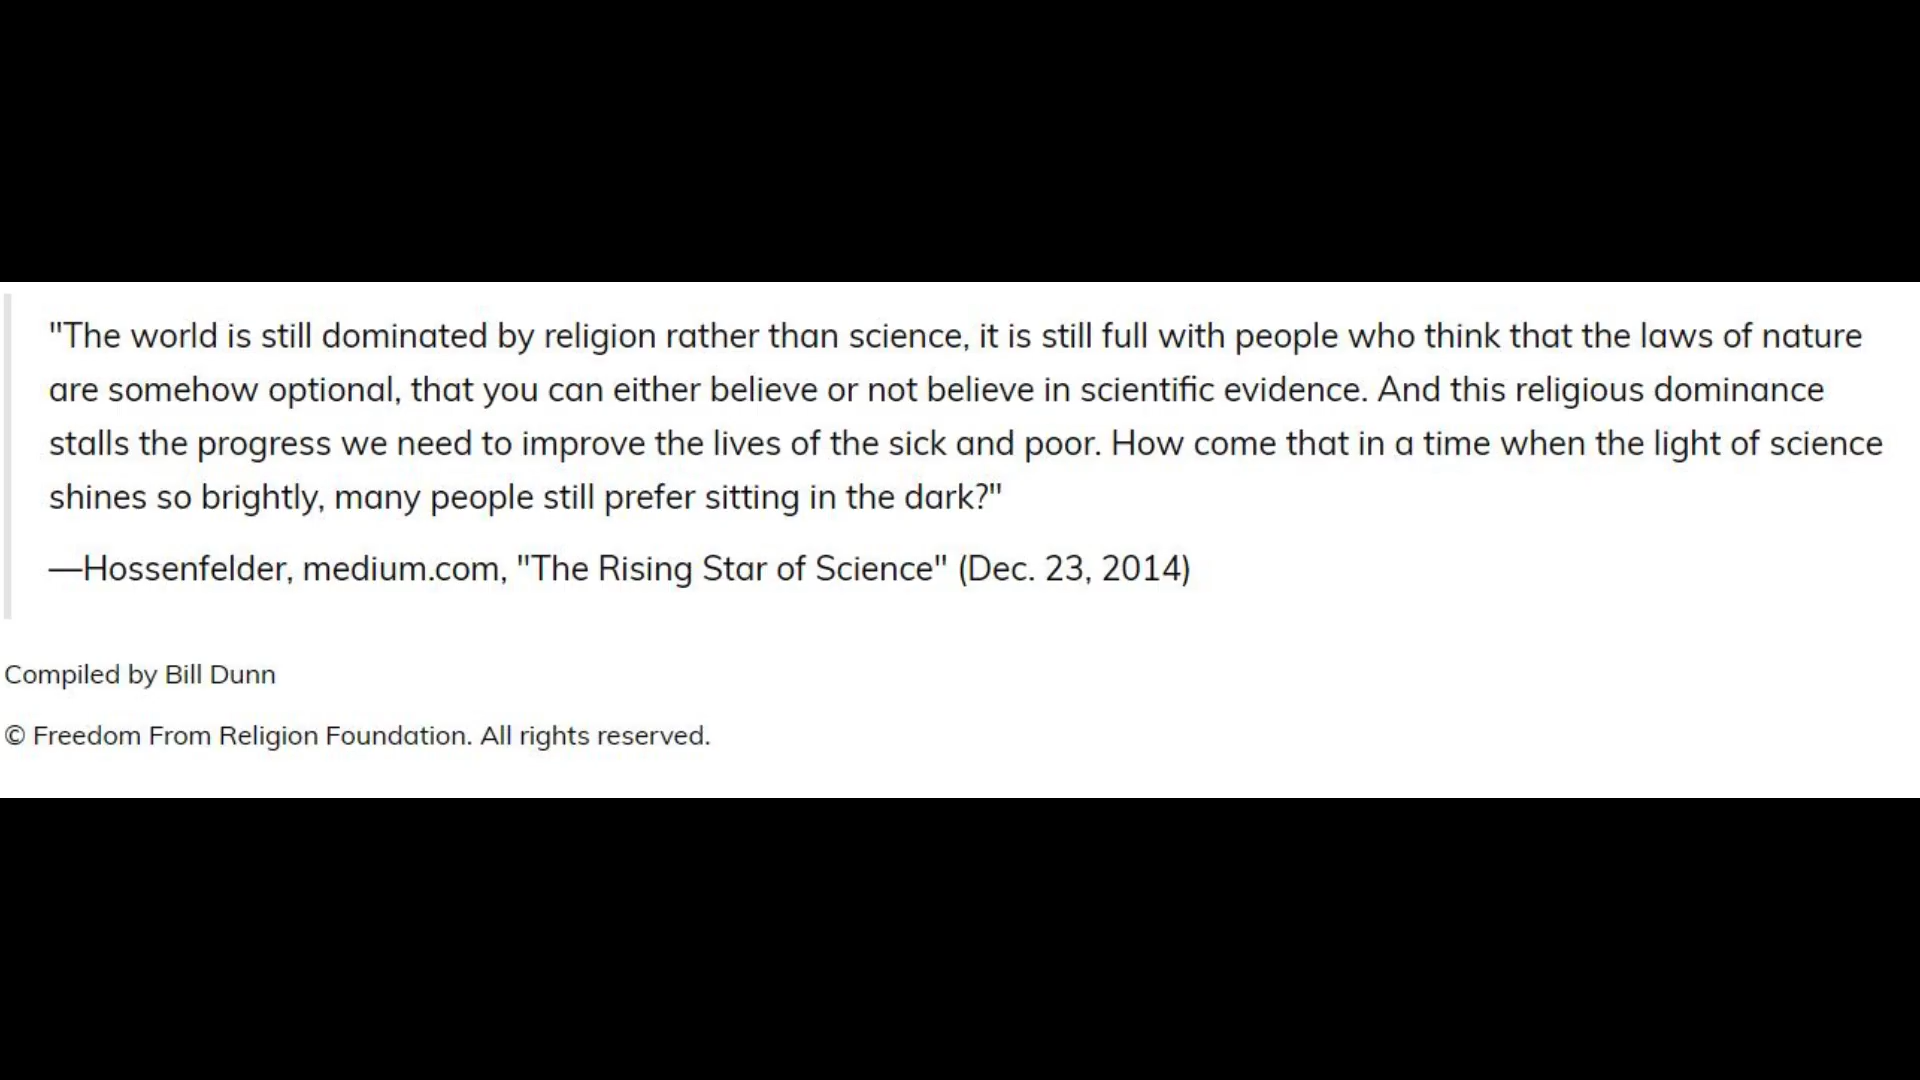 "The world is still dominated by religion rather than science, it is still full with people who think that the laws of nature
are somehow optional, that you can either believe or not believe in scientific evidence. And this religious dominance
stalls the progress we need to improve the lives of the sick and poor. How come that in a time when the light of science
shines so brightly, many people still prefer sitting in the dark?"
—Hossenfelder, medium.com, "The Rising Star of Science" (Dec. 23, 2014)
Compiled by Bill Dunn
© Freedom From Religion Foundation. All rights reserved.